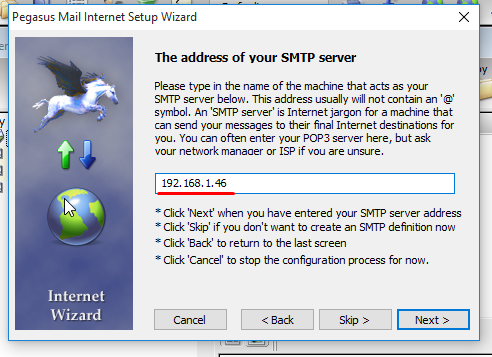 Pegasus Mail Internet Setup Wizard
The address of your SMTP server
Please type in the name of the machine that acts as your
SMTP server below. This address usually will not contain an '@'
symbol. An 'SMTP server' is Internet jargon for a machine that
can send your messages to their final Internet destinations for
you. You can often enter your POP3 server here, but ask
your network manager or ISP if you are unsure.
192.168.1.46
* Click 'Next' when you have entered your SMTP server address
* Click 'Skip' if you don't want to create an SMTP definition now
* Click 'Back' to return to the last screen
* Click 'Cancel' to stop the configuration process for now.
Internet
Wizard
Cancel
< Back
Skip >
Next >